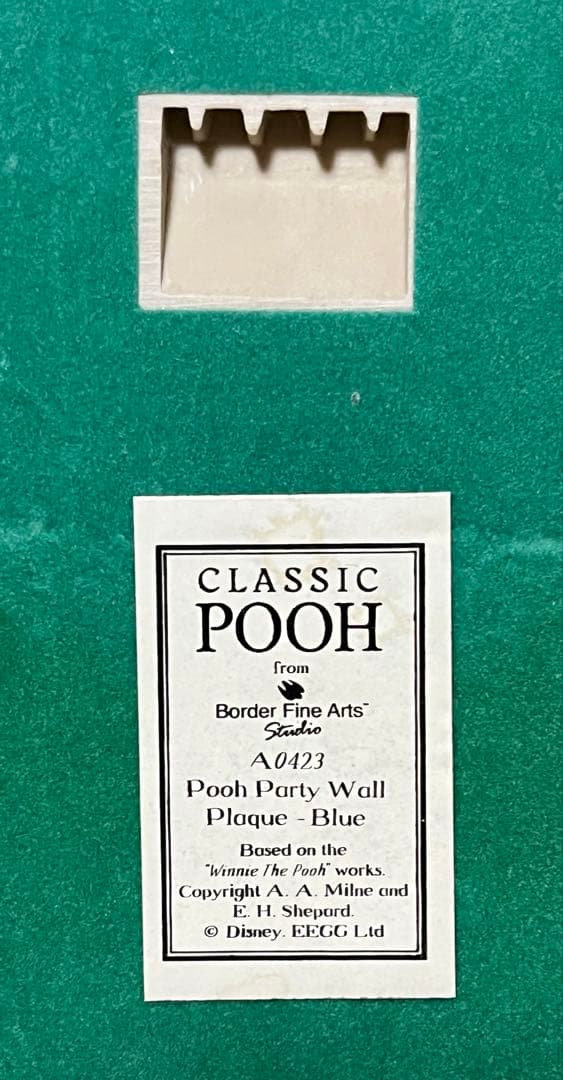 CLASSIC
POOH
from
Border Fine Arts™
Studio
A0423
Pooh Party Wall
Plaque - Blue
Based on the
"Winnie The Pooh" works.
Copyright A. A. Milne and
E. H. Shepard.
© Disney. EEGG Ltd